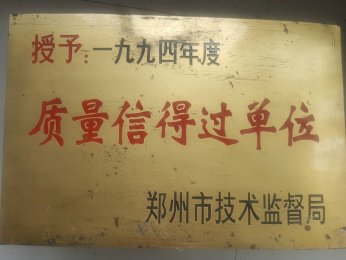 授予:一九九四年度
质量信得过单位
郑州市技术监督局